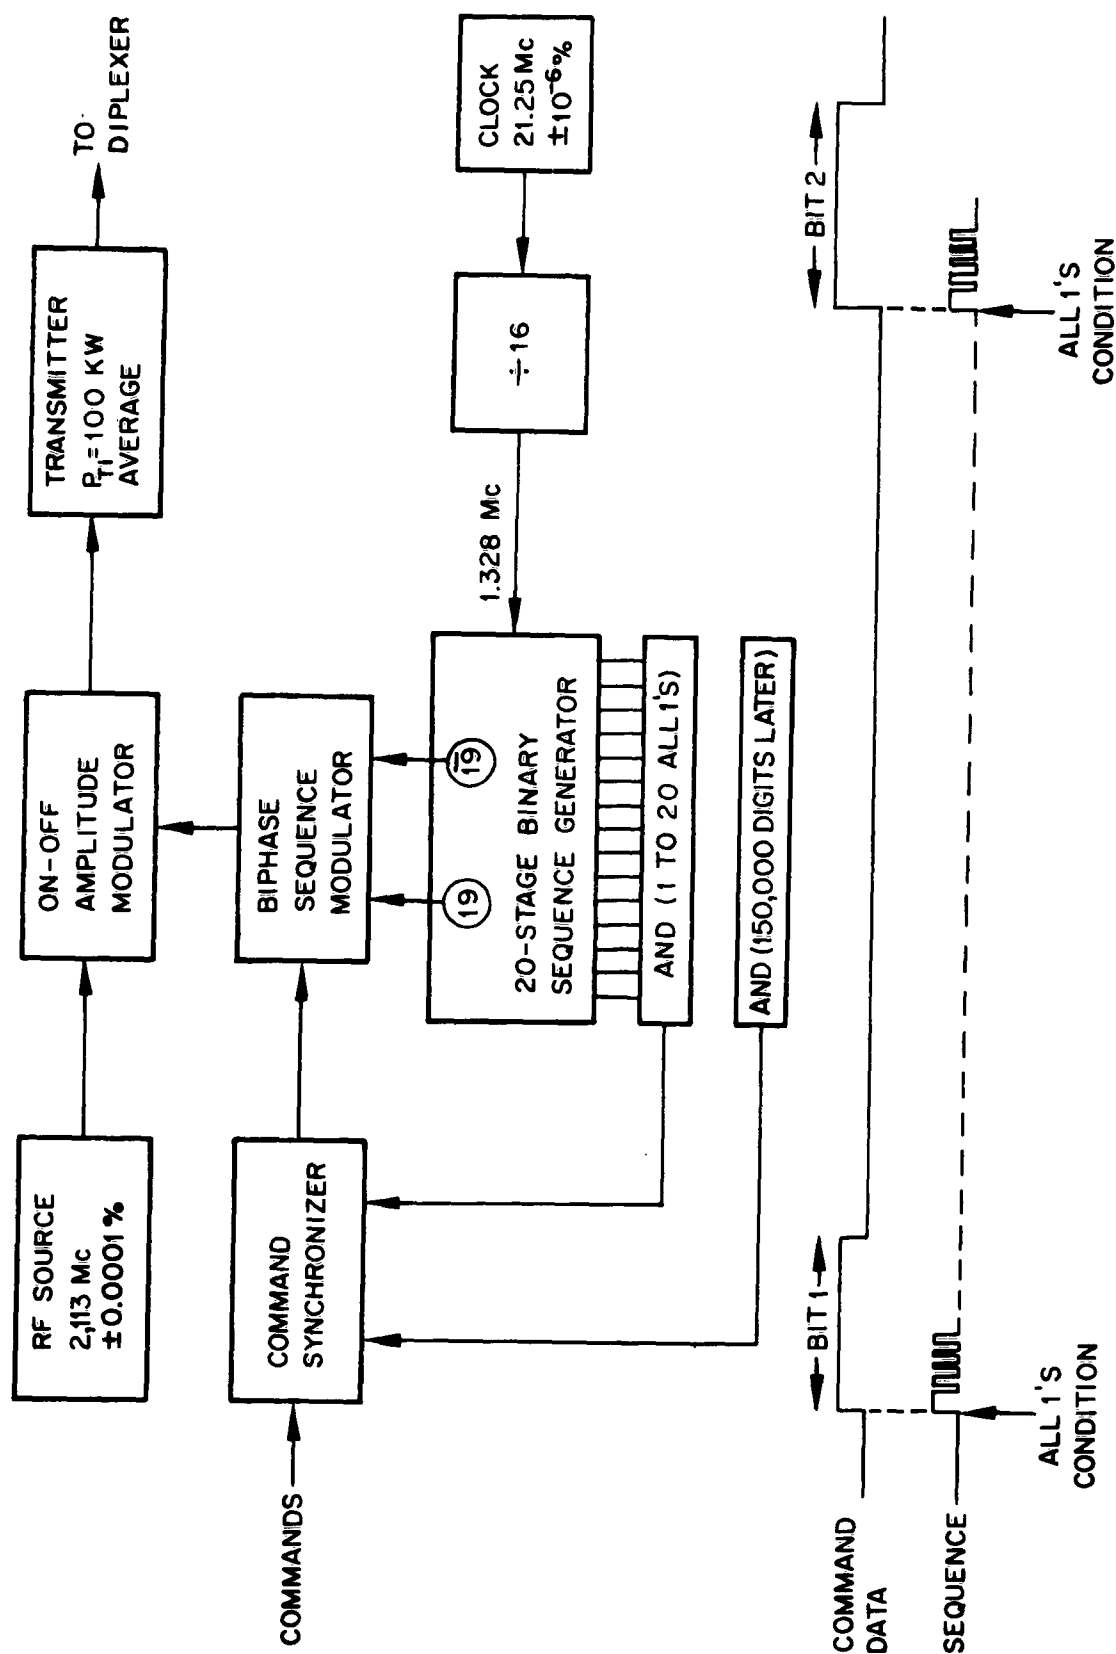 RF SOURCE
2,113 Mc
±0.0001%
ON-OFF
AMPLITUDE
MODULATOR
TRANSMITTER
PT1=100 KW
AVERAGE
TO
DIPLEXER
COMMANDS
COMMAND
SYNCHRONIZER
BIPHASE
SEQUENCE
MODULATOR
19
1̅9̅
20-STAGE BINARY
SEQUENCE GENERATOR
1.328 Mc
÷16
CLOCK
21.25 Mc
±10⁻⁶%
AND (1 TO 20 ALL 1'S)
AND (150,000 DIGITS LATER)
COMMAND
DATA
BIT 1
BIT 2
SEQUENCE
ALL 1'S
CONDITION
ALL 1'S
CONDITION